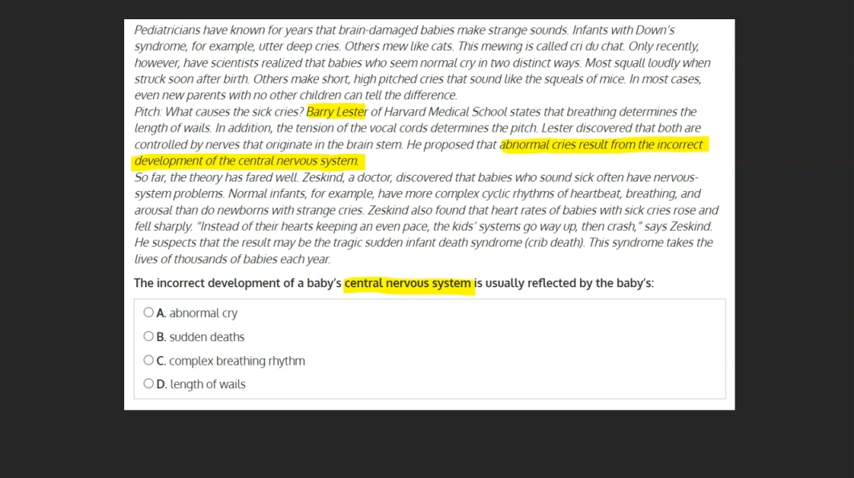 Pediatricians have known for years that brain-damaged babies make strange sounds. Infants with Down's
syndrome, for example, utter deep cries. Others mew like cats. This mewing is called cri du chat. Only recently,
however, have scientists realized that babies who seem normal cry in two distinct ways. Most squall loudly when
struck soon after birth. Others make short, high pitched cries that sound like the squeals of mice. In most cases,
even new parents with no other children can tell the difference.
Pitch: What causes the sick cries? Barry Lester of Harvard Medical School states that breathing determines the
length of wails. In addition, the tension of the vocal cords determines the pitch. Lester discovered that both are
controlled by nerves that originate in the brain stem. He proposed that abnormal cries result from the incorrect
development of the central nervous system.
So far, the theory has fared well. Zeskind, a doctor, discovered that babies who sound sick often have nervous-
system problems. Normal infants, for example, have more complex cyclic rhythms of heartbeat, breathing, and
arousal than do newborns with strange cries. Zeskind also found that heart rates of babies with sick cries rose and
fell sharply. "Instead of their hearts keeping an even pace, the kids' systems go way up, then crash," says Zeskind.
He suspects that the result may be the tragic sudden infant death syndrome (crib death). This syndrome takes the
lives of thousands of babies each year.
The incorrect development of a baby's central nervous system is usually reflected by the baby's:
A. abnormal cry
B. sudden deaths
C. complex breathing rhythm
D. length of wails